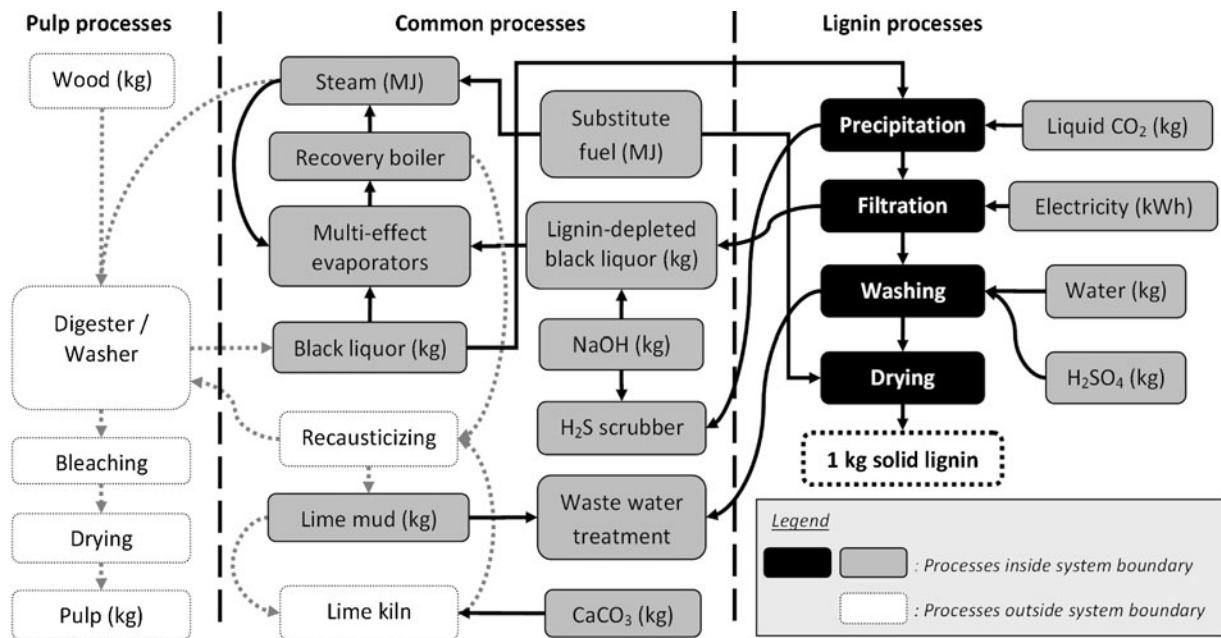 Pulp processes
Common processes
Lignin processes
Wood (kg)
Digester /
Washer
Bleaching
Drying
Pulp (kg)
Steam (MJ)
Recovery boiler
Multi-effect
evaporators
Black liquor (kg)
Recausticizing
Lime mud (kg)
Lime kiln
Substitute
fuel (MJ)
Lignin-depleted
black liquor (kg)
NaOH (kg)
H₂S scrubber
Waste water
treatment
CaCO₃ (kg)
Precipitation
Filtration
Washing
Drying
1 kg solid lignin
Liquid CO₂ (kg)
Electricity (kWh)
Water (kg)
H₂SO₄ (kg)
Legend
: Processes inside system boundary
: Processes outside system boundary